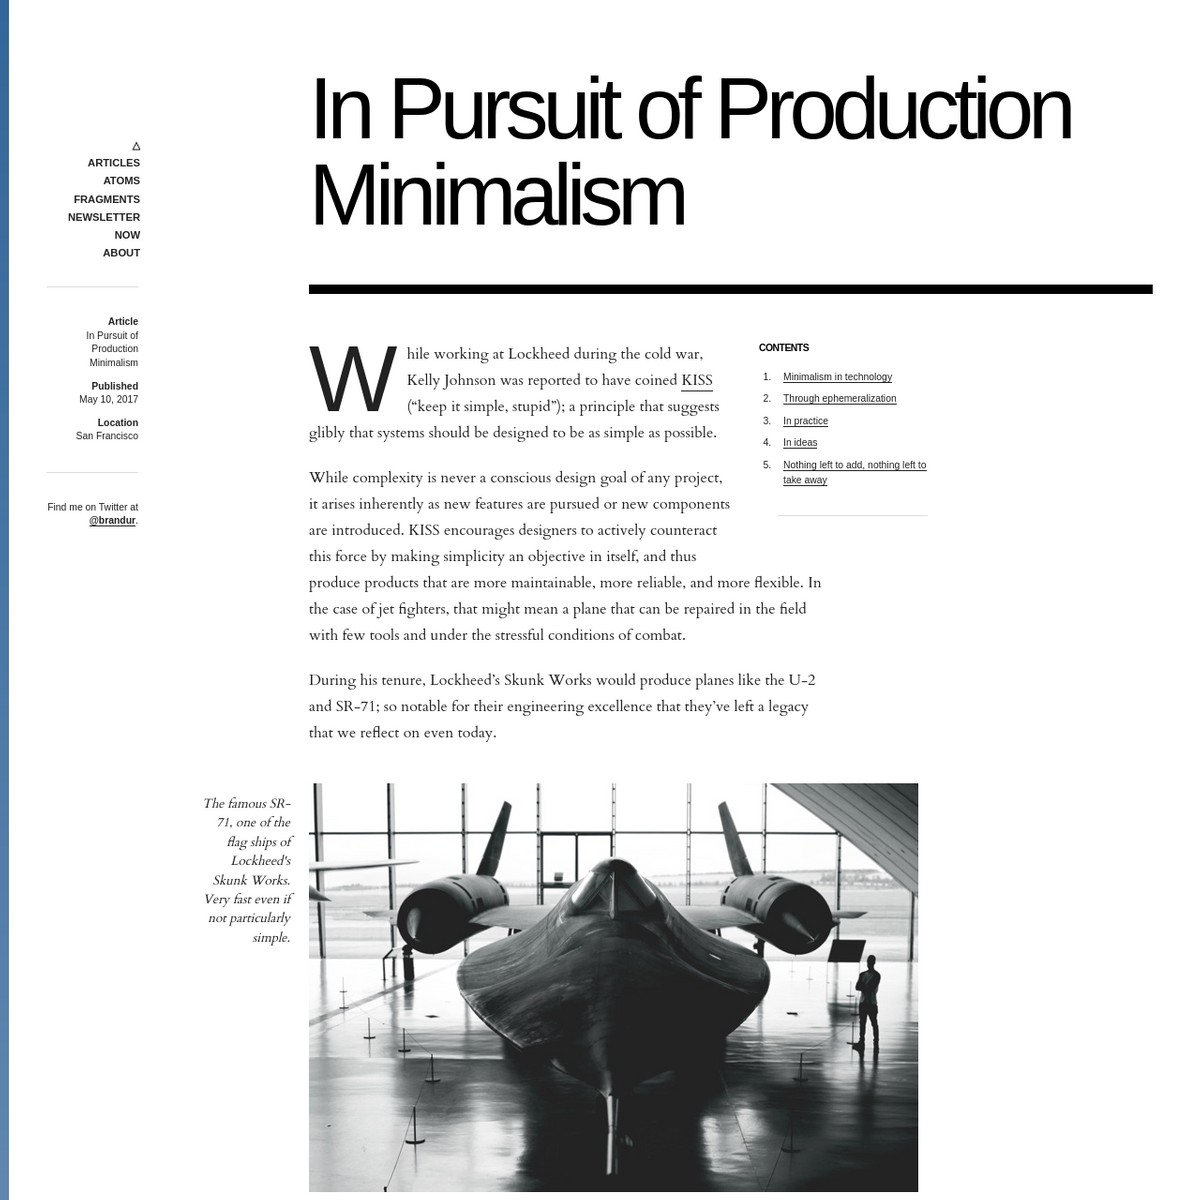 In Pursuit of Production
Minimalism
△
ARTICLES
ATOMS
FRAGMENTS
NEWSLETTER
NOW
ABOUT
Article
In Pursuit of
Production
Minimalism
Published
May 10, 2017
Location
San Francisco
Find me on Twitter at
@brandur.
While working at Lockheed during the cold war,
Kelly Johnson was reported to have coined KISS
(“keep it simple, stupid”); a principle that suggests
glibly that systems should be designed to be as simple as possible.
CONTENTS
1. Minimalism in technology
2. Through ephemeralization
3. In practice
4. In ideas
5. Nothing left to add, nothing left to
take away
While complexity is never a conscious design goal of any project,
it arises inherently as new features are pursued or new components
are introduced. KISS encourages designers to actively counteract
this force by making simplicity an objective in itself, and thus
produce products that are more maintainable, more reliable, and more flexible. In
the case of jet fighters, that might mean a plane that can be repaired in the field
with few tools and under the stressful conditions of combat.
During his tenure, Lockheed’s Skunk Works would produce planes like the U-2
and SR-71; so notable for their engineering excellence that they’ve left a legacy
that we reflect on even today.
The famous SR-
71, one of the
flag ships of
Lockheed's
Skunk Works.
Very fast even if
not particularly
simple.